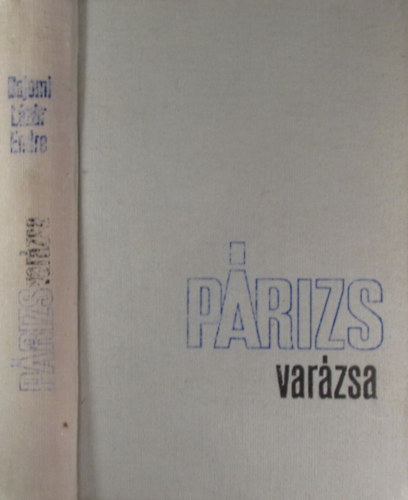 Bajomi
Lázár
Endre
PÁRIZS varázsa
PÁRIZS
varázsa